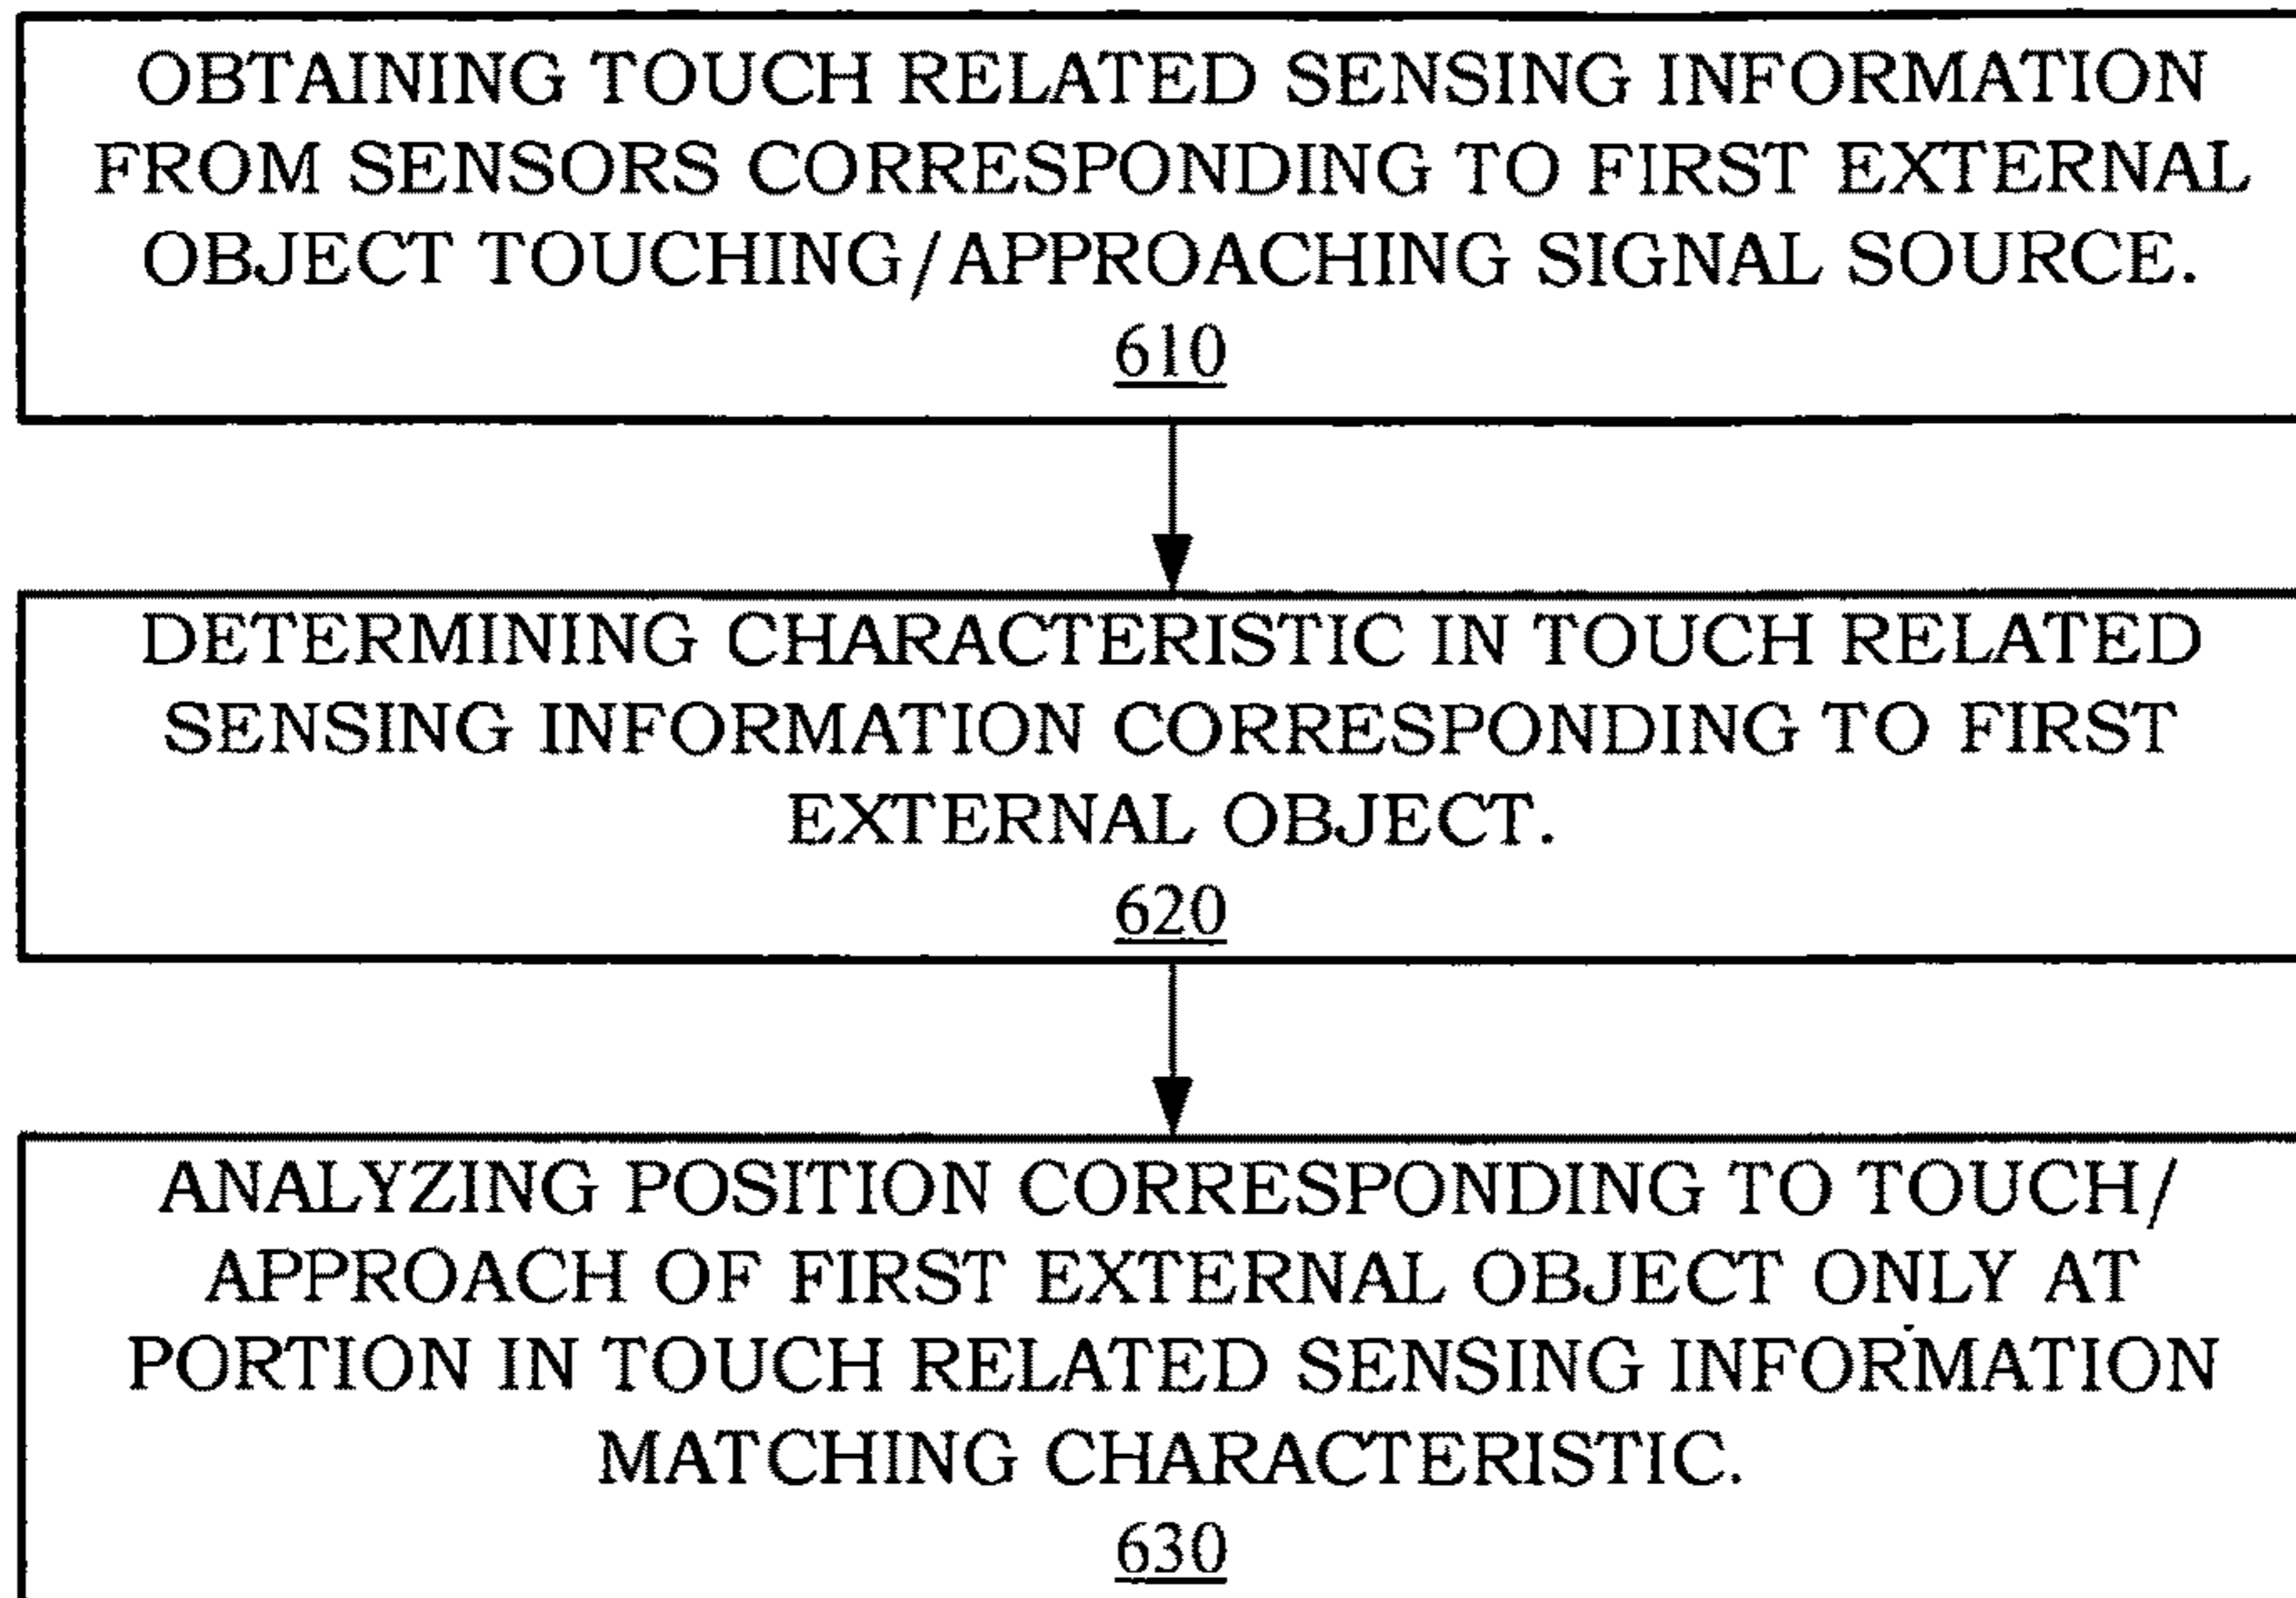 OBTAINING TOUCH RELATED SENSING INFORMATION
FROM SENSORS CORRESPONDING TO FIRST EXTERNAL
OBJECT TOUCHING/APPROACHING SIGNAL SOURCE.
610
DETERMINING CHARACTERISTIC IN TOUCH RELATED
SENSING INFORMATION CORRESPONDING TO FIRST
EXTERNAL OBJECT.
620
ANALYZING POSITION CORRESPONDING TO TOUCH/
APPROACH OF FIRST EXTERNAL OBJECT ONLY AT
PORTION IN TOUCH RELATED SENSING INFORMATION
MATCHING CHARACTERISTIC.
630